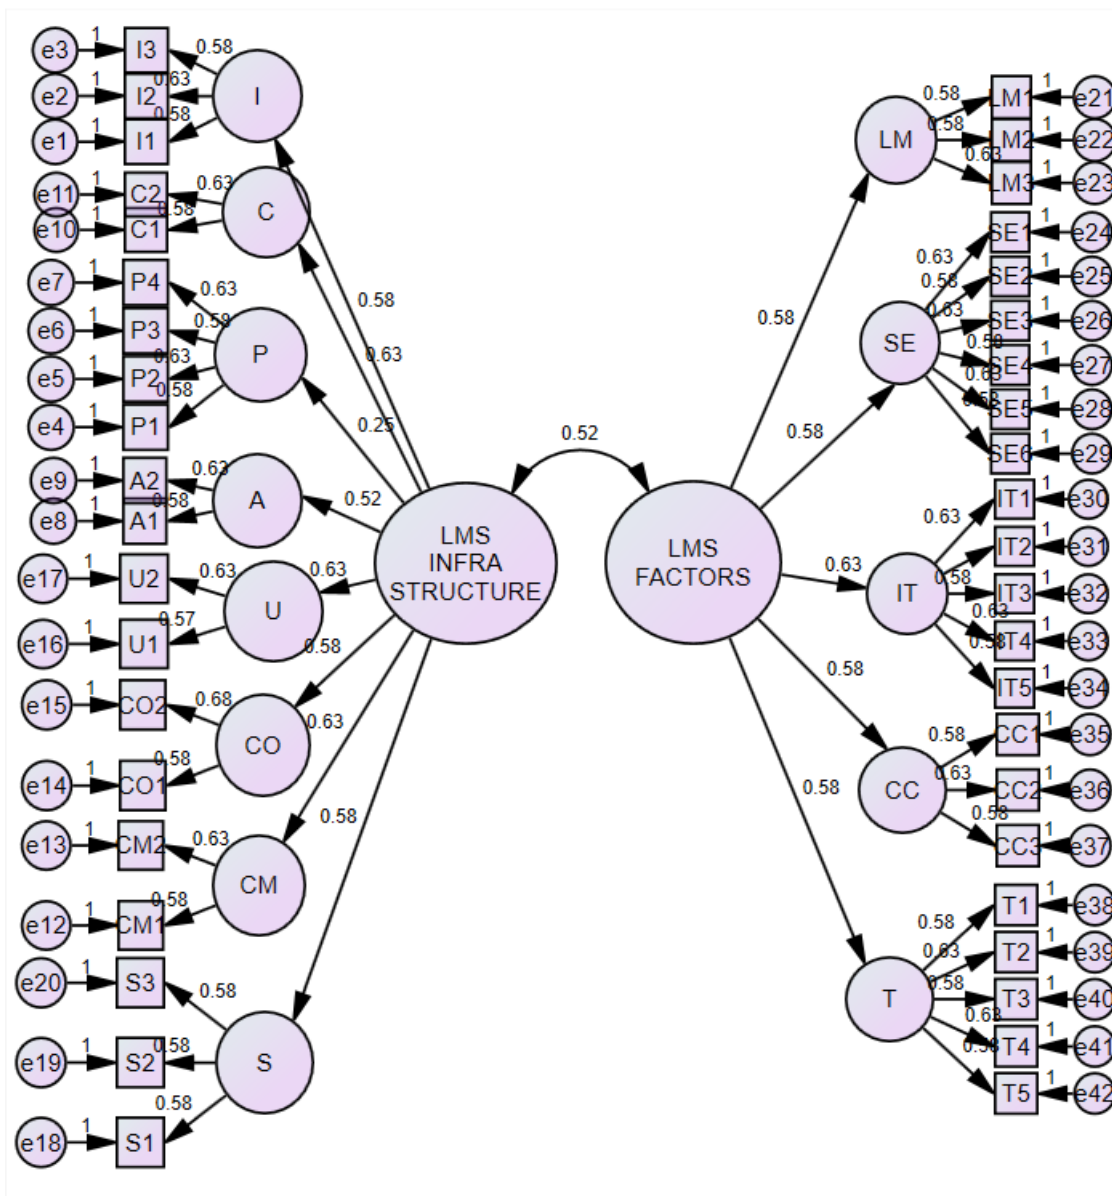 e3 1 I3 0.58
e2 1 I2 0.63 I
e1 1 I1 0.58
e11 1 C2 0.63
e10 1 C1 0.58 C
e7 1 P4 0.63
e6 1 P3 0.58 P
e5 1 P2 0.63
e4 1 P1 0.58
e9 1 A2 0.63 A
e8 1 A1 0.58
e17 1 U2 0.63 U
e16 1 U1 0.57
e15 1 CO2 0.68 CO
e14 1 CO1 0.58
e13 1 CM2 0.63 CM
e12 1 CM1 0.58
e20 1 S3 0.58
e19 1 S2 0.58 S
e18 1 S1 0.58
0.58
0.63
0.25
0.52
0.63
0.58
0.63
0.58
LMS
INFRA
STRUCTURE
0.52
LMS
FACTORS
0.58
0.58
0.63
0.58
0.58
LM 0.58 LM1 1 e21
0.58 LM2 1 e22
0.63 LM3 1 e23
SE 0.63 SE1 1 e24
0.58 SE2 1 e25
0.63 SE3 1 e26
0.58 SE4 1 e27
0.63 SE5 1 e28
0.58 SE6 1 e29
IT 0.63 IT1 1 e30
IT2 1 e31
0.58 IT3 1 e32
0.63 IT4 1 e33
0.58 IT5 1 e34
CC 0.58 CC1 1 e35
0.63 CC2 1 e36
0.58 CC3 1 e37
T 0.58 T1 1 e38
0.63 T2 1 e39
0.58 T3 1 e40
0.63 T4 1 e41
0.58 T5 1 e42